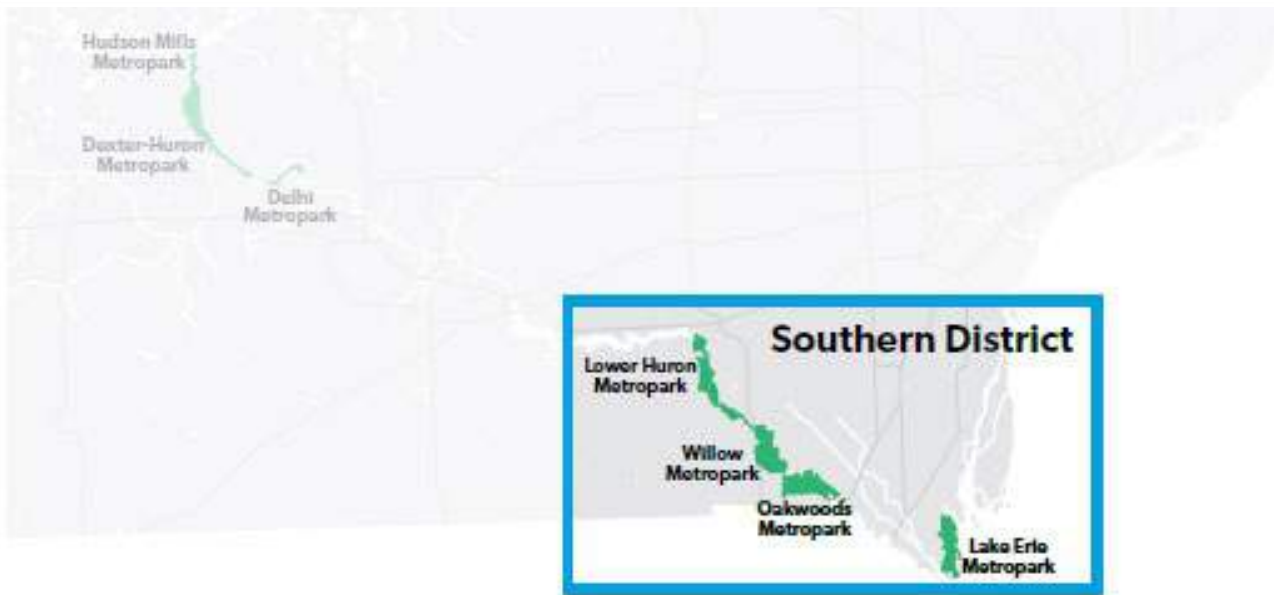 Hudson Mills
Metropark
Dexter-Huron
Metropark
Delhi
Metropark
Southern District
Lower Huron
Metropark
Willow
Metropark
Oakwoods
Metropark
Lake Erie
Metropark